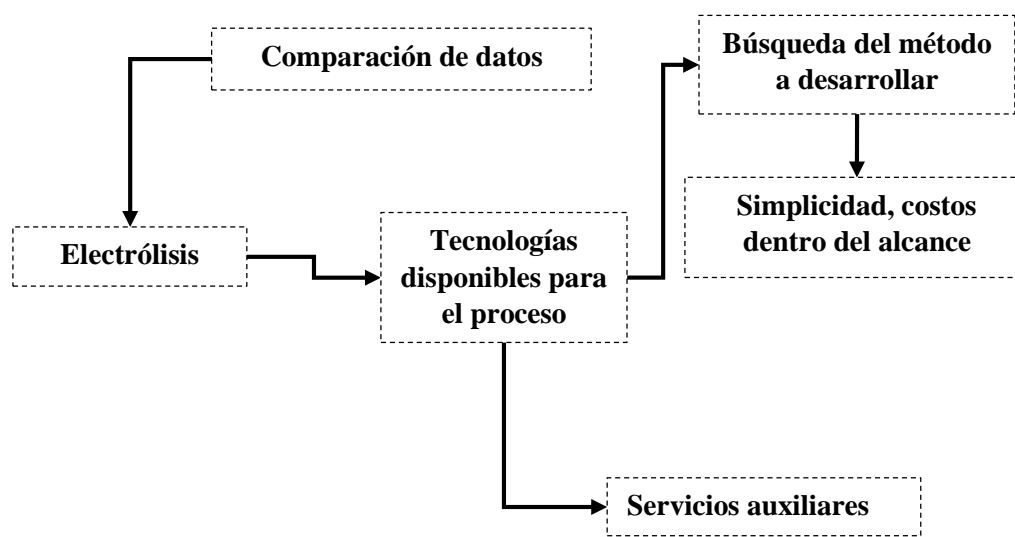 Comparación de datos
Búsqueda del método
a desarrollar
Simplicidad, costos
dentro del alcance
Electrólisis
Tecnologías
disponibles para
el proceso
Servicios auxiliares